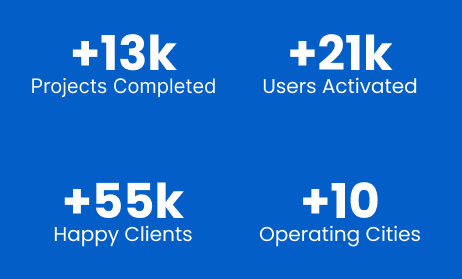 +13k
Projects Completed
+21k
Users Activated
+55k
Happy Clients
+10
Operating Cities